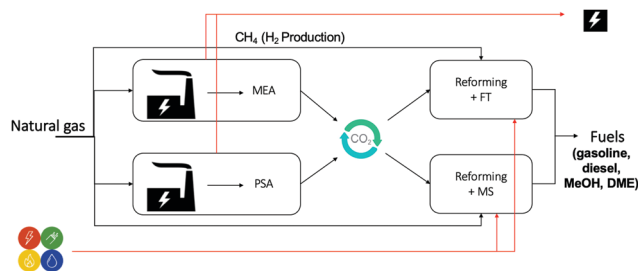 CH₄ (H₂ Production)
MEA
Reforming
+ FT
Natural gas
CO₂
Fuels
(gasoline,
diesel,
MeOH, DME)
PSA
Reforming
+ MS